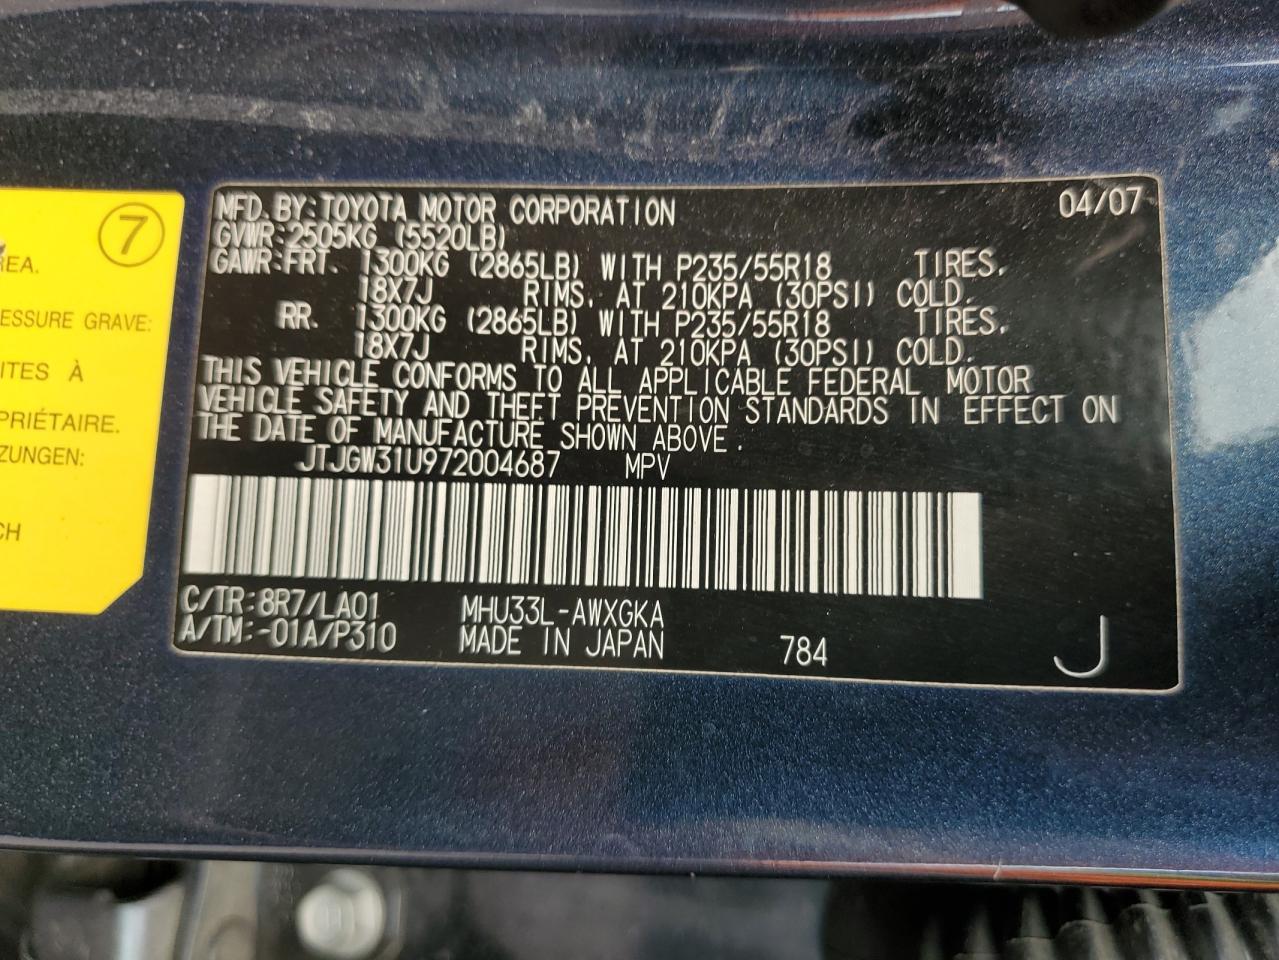 7
REA.
ESSURE GRAVE:
ITES À
PRIÉTAIRE.
ZUNGEN:
CH
MFD. BY: TOYOTA MOTOR CORPORATION 04/07
GVWR: 2505KG (5520LB)
GAWR: FRT. 1300KG (2865LB) WITH P235/55R18 TIRES.
18X7J RIMS, AT 210KPA (30PSI) COLD.
RR. 1300KG (2865LB) WITH P235/55R18 TIRES.
18X7J RIMS, AT 210KPA (30PSI) COLD.
THIS VEHICLE CONFORMS TO ALL APPLICABLE FEDERAL MOTOR
VEHICLE SAFETY AND THEFT PREVENTION STANDARDS IN EFFECT ON
THE DATE OF MANUFACTURE SHOWN ABOVE.
JTJGW31U972004687 MPV
C/TR: 8R7/LA01 MHU33L-AWXGKA
A/TM: -01A/P310 MADE IN JAPAN 784 J